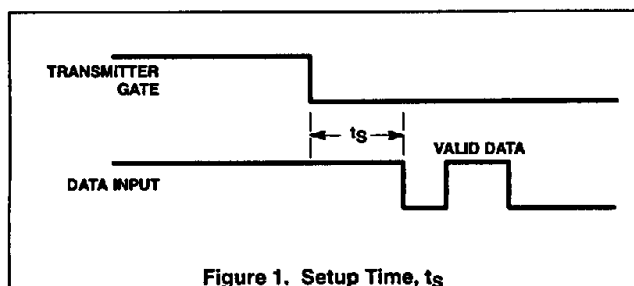 TRANSMITTER
GATE
tS
VALID DATA
DATA INPUT
Figure 1. Setup Time, tS